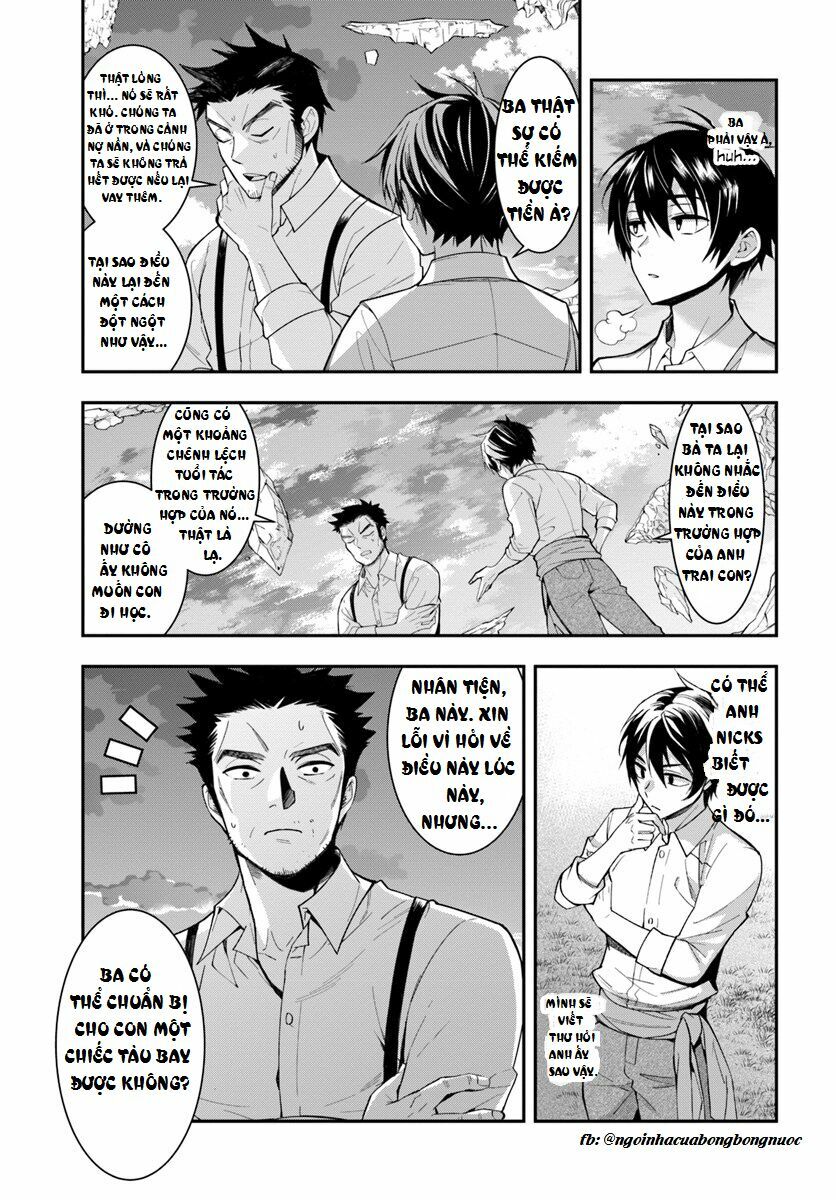 BA
PHẢI VẬY À,
huh...
BA THẬT
SỰ CÓ
THỂ KIẾM
ĐƯỢC
TIỀN À?
THẬT LÒNG
THÌ... NÓ SẼ RẤT
KHÓ. CHÚNG TA
ĐÃ Ở TRONG CẢNH
NỢ NẦN, VÀ CHÚNG
TA SẼ KHÔNG TRẢ
HẾT ĐƯỢC NẾU LẠI
VAY THÊM.
TẠI SAO ĐIỀU
NÀY LẠI ĐẾN
MỘT CÁCH
ĐỘT NGỘT
NHƯ VẬY...
TẠI SAO
BÀ TA LẠI
KHÔNG NHẮC
ĐẾN ĐIỀU
NÀY TRONG
TRƯỜNG HỢP
CỦA ANH
TRAI CON?
CŨNG CÓ
MỘT KHOẢNG
CHÊNH LỆCH
TUỔI TÁC
TRONG TRƯỜNG
HỢP CỦA NÓ...
THẬT LÀ
LẠ.
DƯỜNG
NHƯ CÔ
ẤY KHÔNG
MUỐN CON
ĐI HỌC.
CÓ THỂ
ANH
NICKS
BIẾT
ĐƯỢC
GÌ ĐÓ...
MÌNH SẼ
VIẾT
THƯ HỎI
ANH ẤY
SAU VẬY.
NHÂN TIỆN,
BA NÀY. XIN
LỖI VÌ HỎI VỀ
ĐIỀU NÀY LÚC
NÀY,
NHƯNG...
BA CÓ
THỂ CHUẨN BỊ
CHO CON MỘT
CHIẾC TÀU BAY
ĐƯỢC KHÔNG?
fb: @ngoinhacuabongbongnuoc